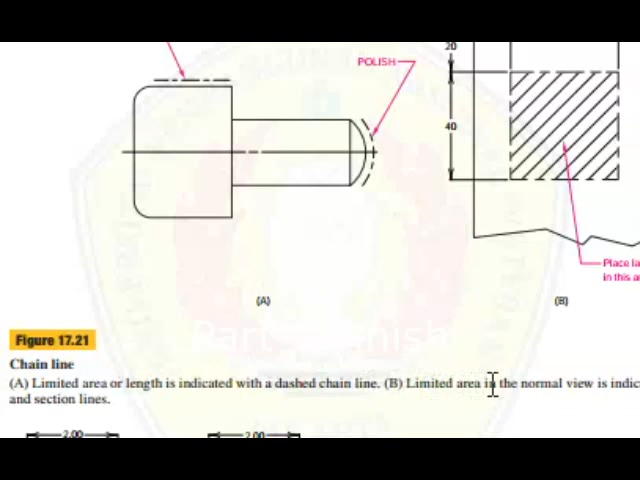 20
POLISH
40
Place la
in this a
(A)
(B)
Figure 17.21
Chain line
(A) Limited area or length is indicated with a dashed chain line. (B) Limited area in the normal view is indic
and section lines.
2.00
2.00